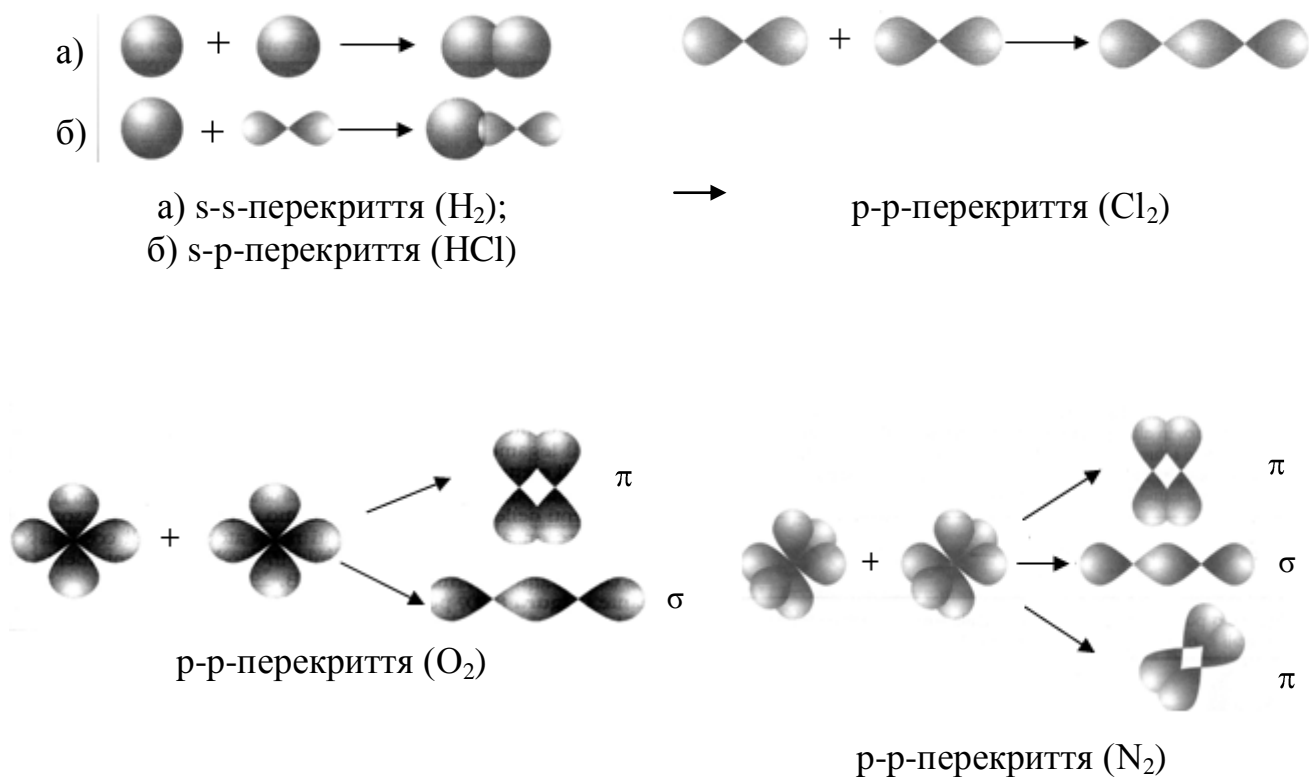 а) + 
б) +
+
а) s-s-перекриття (H₂);
б) s-p-перекриття (HCl)
p-p-перекриття (Cl₂)
+
π
σ
p-p-перекриття (O₂)
+
π
σ
π
p-p-перекриття (N₂)